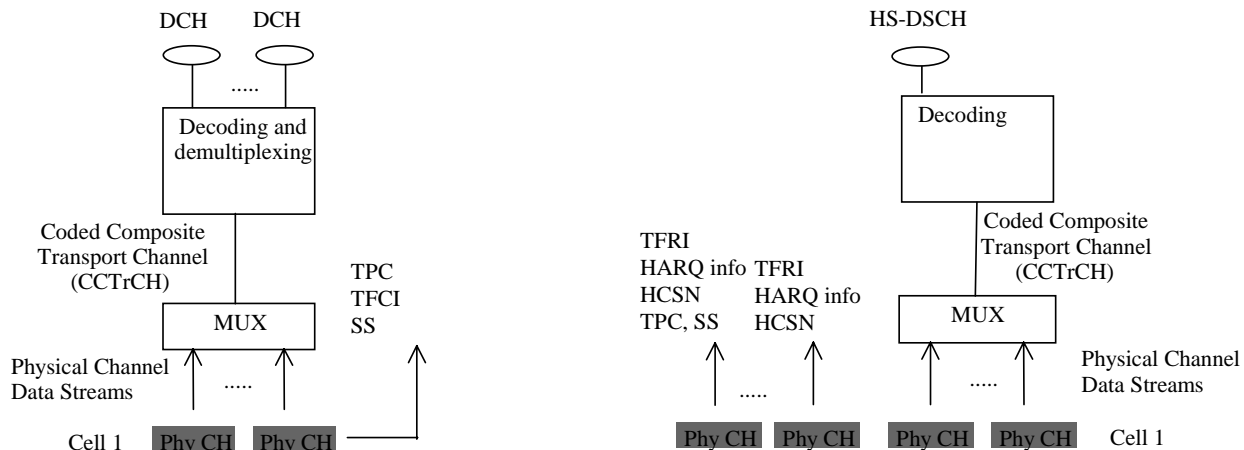 DCH DCH
.....
Decoding and
demultiplexing
Coded Composite
Transport Channel
(CCTrCH)
TPC
TFCI
SS
MUX
Physical Channel
Data Streams
.....
Cell 1 Phy CH Phy CH
HS-DSCH
Decoding
Coded Composite
Transport Channel
(CCTrCH)
TFRI
HARQ info
HCSN
TPC, SS
TFRI
HARQ info
HCSN
MUX
Physical Channel
Data Streams
.....
.....
Phy CH Phy CH Phy CH Phy CH Cell 1